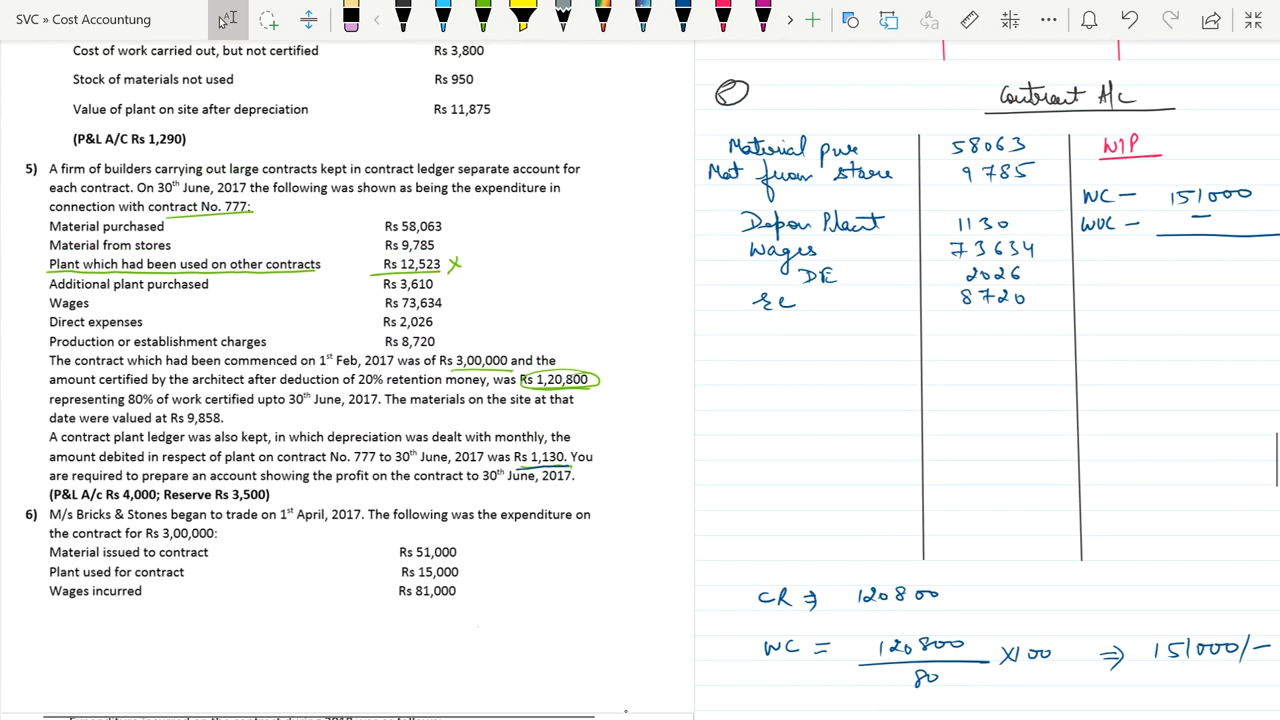 SVC > Cost Accountung
Cost of work carried out, but not certified Rs 3,800
Stock of materials not used Rs 950
Value of plant on site after depreciation Rs 11,875
(P&L A/C Rs 1,290)
5) A firm of builders carrying out large contracts kept in contract ledger separate account for
each contract. On 30th June, 2017 the following was shown as being the expenditure in
connection with contract No. 777:
Material purchased Rs 58,063
Material from stores Rs 9,785
Plant which had been used on other contracts Rs 12,523 x
Additional plant purchased Rs 3,610
Wages Rs 73,634
Direct expenses Rs 2,026
Production or establishment charges Rs 8,720
The contract which had been commenced on 1st Feb, 2017 was of Rs 3,00,000 and the
amount certified by the architect after deduction of 20% retention money, was Rs 1,20,800
representing 80% of work certified upto 30th June, 2017. The materials on the site at that
date were valued at Rs 9,858.
A contract plant ledger was also kept, in which depreciation was dealt with monthly, the
amount debited in respect of plant on contract No. 777 to 30th June, 2017 was Rs 1,130. You
are required to prepare an account showing the profit on the contract to 30th June, 2017.
(P&L A/c Rs 4,000; Reserve Rs 3,500)
6) M/s Bricks & Stones began to trade on 1st April, 2017. The following was the expenditure on
the contract for Rs 3,00,000:
Material issued to contract Rs 51,000
Plant used for contract Rs 15,000
Wages incurred Rs 81,000
Contract A/c
Material pur 58063 WIP
Mat from store 9785
WC — 151000
Depon Plant 1130 WUC — –
Wages 73634
DE 2026
8720
CR ⇒ 120800
WC = 120800 / 80 ×100 ⇒ 151000/-